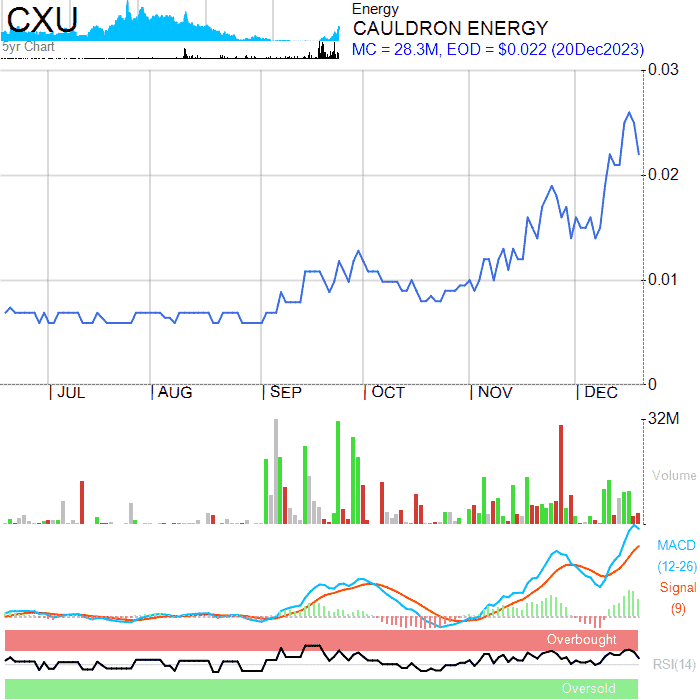 CXU
5yr Chart
Energy
CAULDRON ENERGY
MC = 28.3M, EOD = $0.022 (20Dec2023)
0.03
0.02
0.01
0
JUL AUG SEP OCT NOV DEC
32M
Volume
MACD
(12-26)
Signal
(9)
Overbought
RSI(14)
Oversold